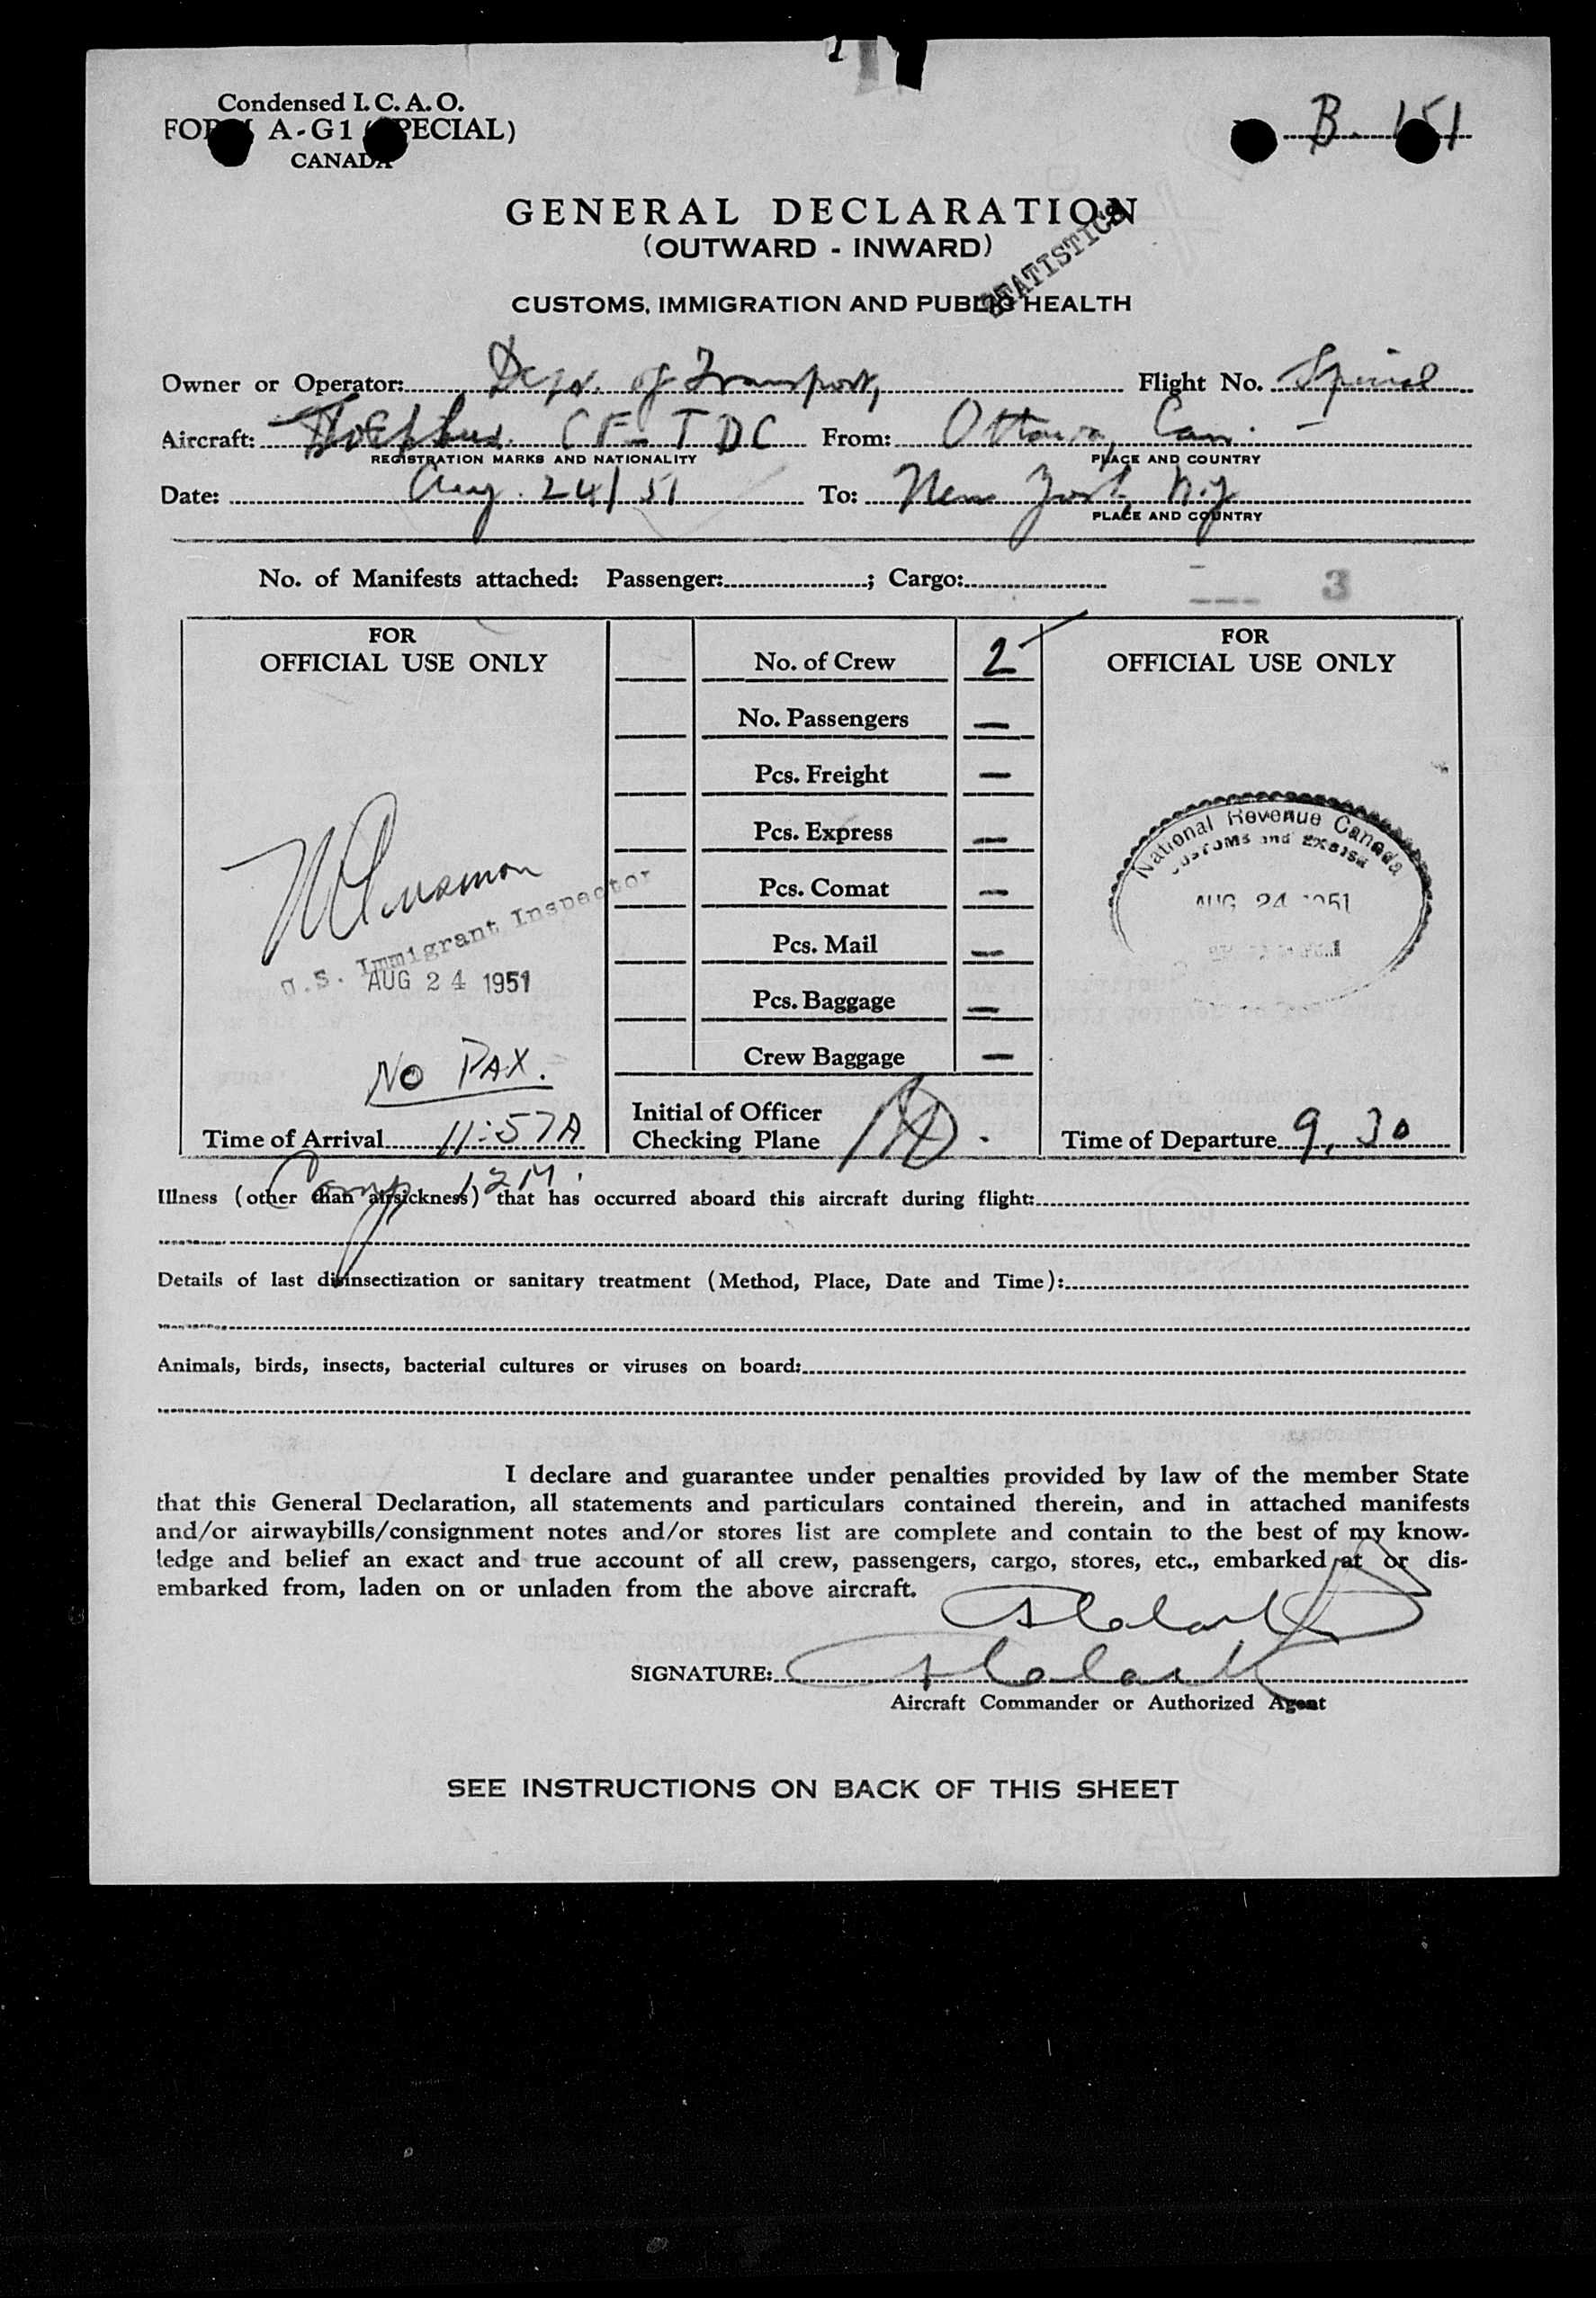 Condensed I.C.A.O.
FORM A-G1 (SPECIAL)
CANADA
B. 151
GENERAL DECLARATION
(OUTWARD - INWARD)
STATISTICS
CUSTOMS, IMMIGRATION AND PUBLIC HEALTH
Owner or Operator: Dept. of Transport, Flight No. Special
Aircraft: CF-TDC From: Ottawa, Can. -
REGISTRATION MARKS AND NATIONALITY PLACE AND COUNTRY
Date: Aug. 24/51 To: New York N.Y
PLACE AND COUNTRY
No. of Manifests attached: Passenger: ; Cargo:
3
FOR
OFFICIAL USE ONLY
No. of Crew 2
No. Passengers —
Pcs. Freight —
Pcs. Express —
Pcs. Comat —
Pcs. Mail —
Pcs. Baggage —
Crew Baggage —
FOR
OFFICIAL USE ONLY
U.S. Immigrant Inspector
AUG 24 1951
NO PAX.
National Revenue Canada
Customs and Excise
AUG 24 1951
Time of Arrival 11:57A
Initial of Officer
Checking Plane
Time of Departure 9.30
Comp 12M.
Illness (other than airsickness) that has occurred aboard this aircraft during flight:
Details of last disinsectization or sanitary treatment (Method, Place, Date and Time):
Animals, birds, insects, bacterial cultures or viruses on board:
I declare and guarantee under penalties provided by law of the member State
that this General Declaration, all statements and particulars contained therein, and in attached manifests
and/or airwaybills/consignment notes and/or stores list are complete and contain to the best of my know-
ledge and belief an exact and true account of all crew, passengers, cargo, stores, etc., embarked at or dis-
embarked from, laden on or unladen from the above aircraft.
SIGNATURE:
Aircraft Commander or Authorized Agent
SEE INSTRUCTIONS ON BACK OF THIS SHEET